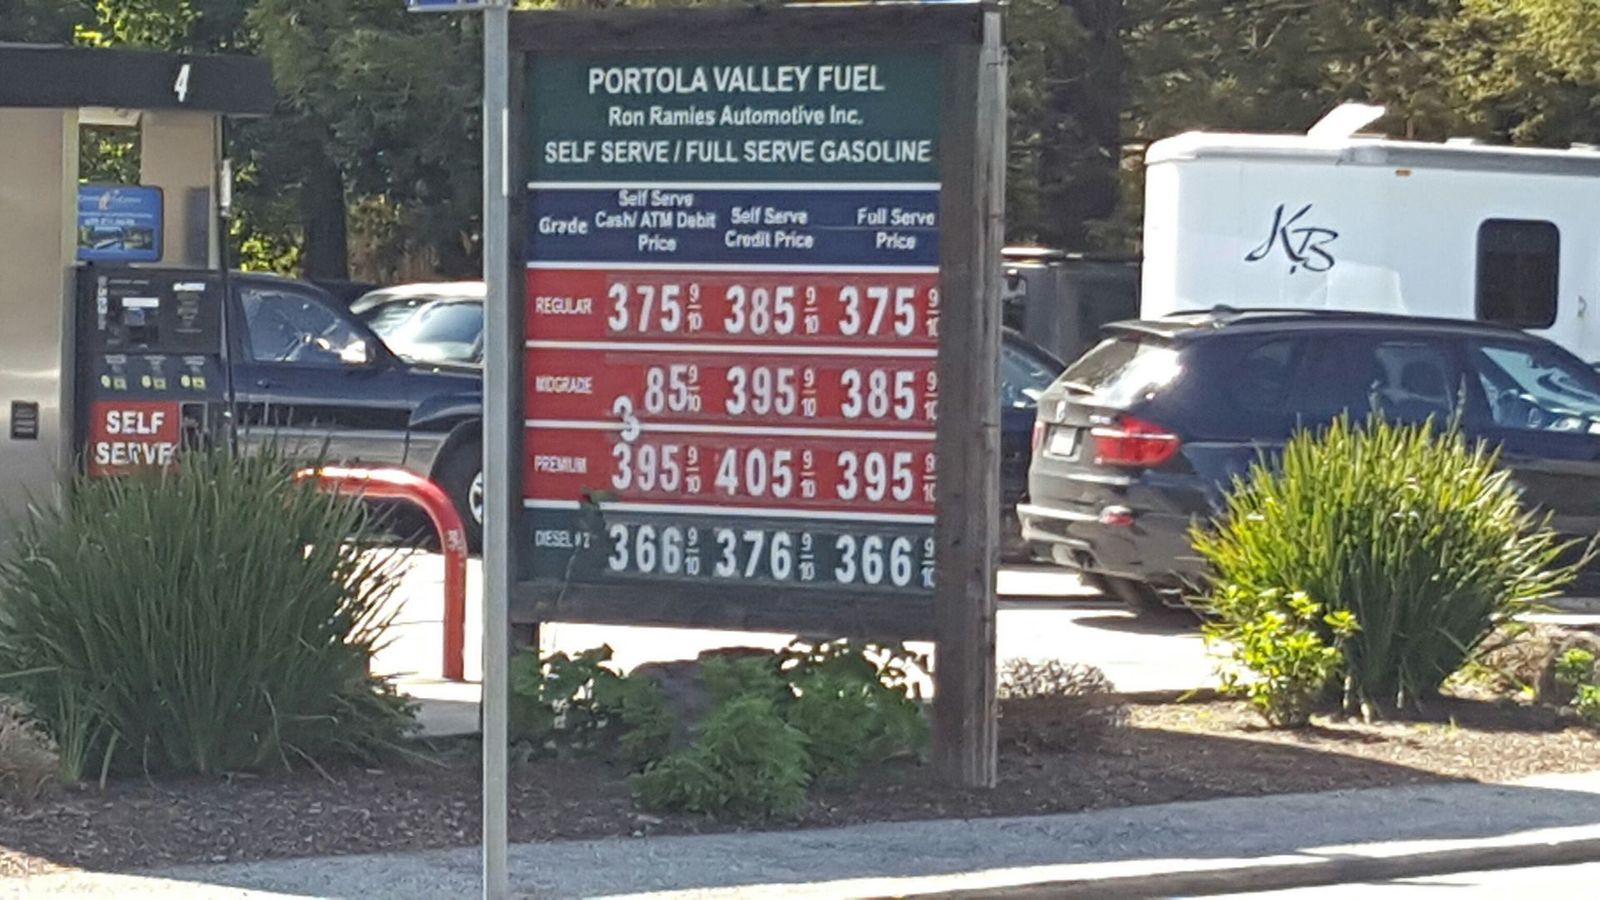 4
PORTOLA VALLEY FUEL
Ron Ramies Automotive Inc.
SELF SERVE / FULL SERVE GASOLINE
Grade Self Serve Cash/ ATM Debit Price Self Serve Credit Price Full Serve Price
REGULAR 375 9/10 385 9/10 375 9/10
MIDGRADE 385 9/10 395 9/10 385 9/10
PREMIUM 395 9/10 405 9/10 395 9/10
DIESEL #2 366 9/10 376 9/10 366 9/10
SELF
SERVE
KB